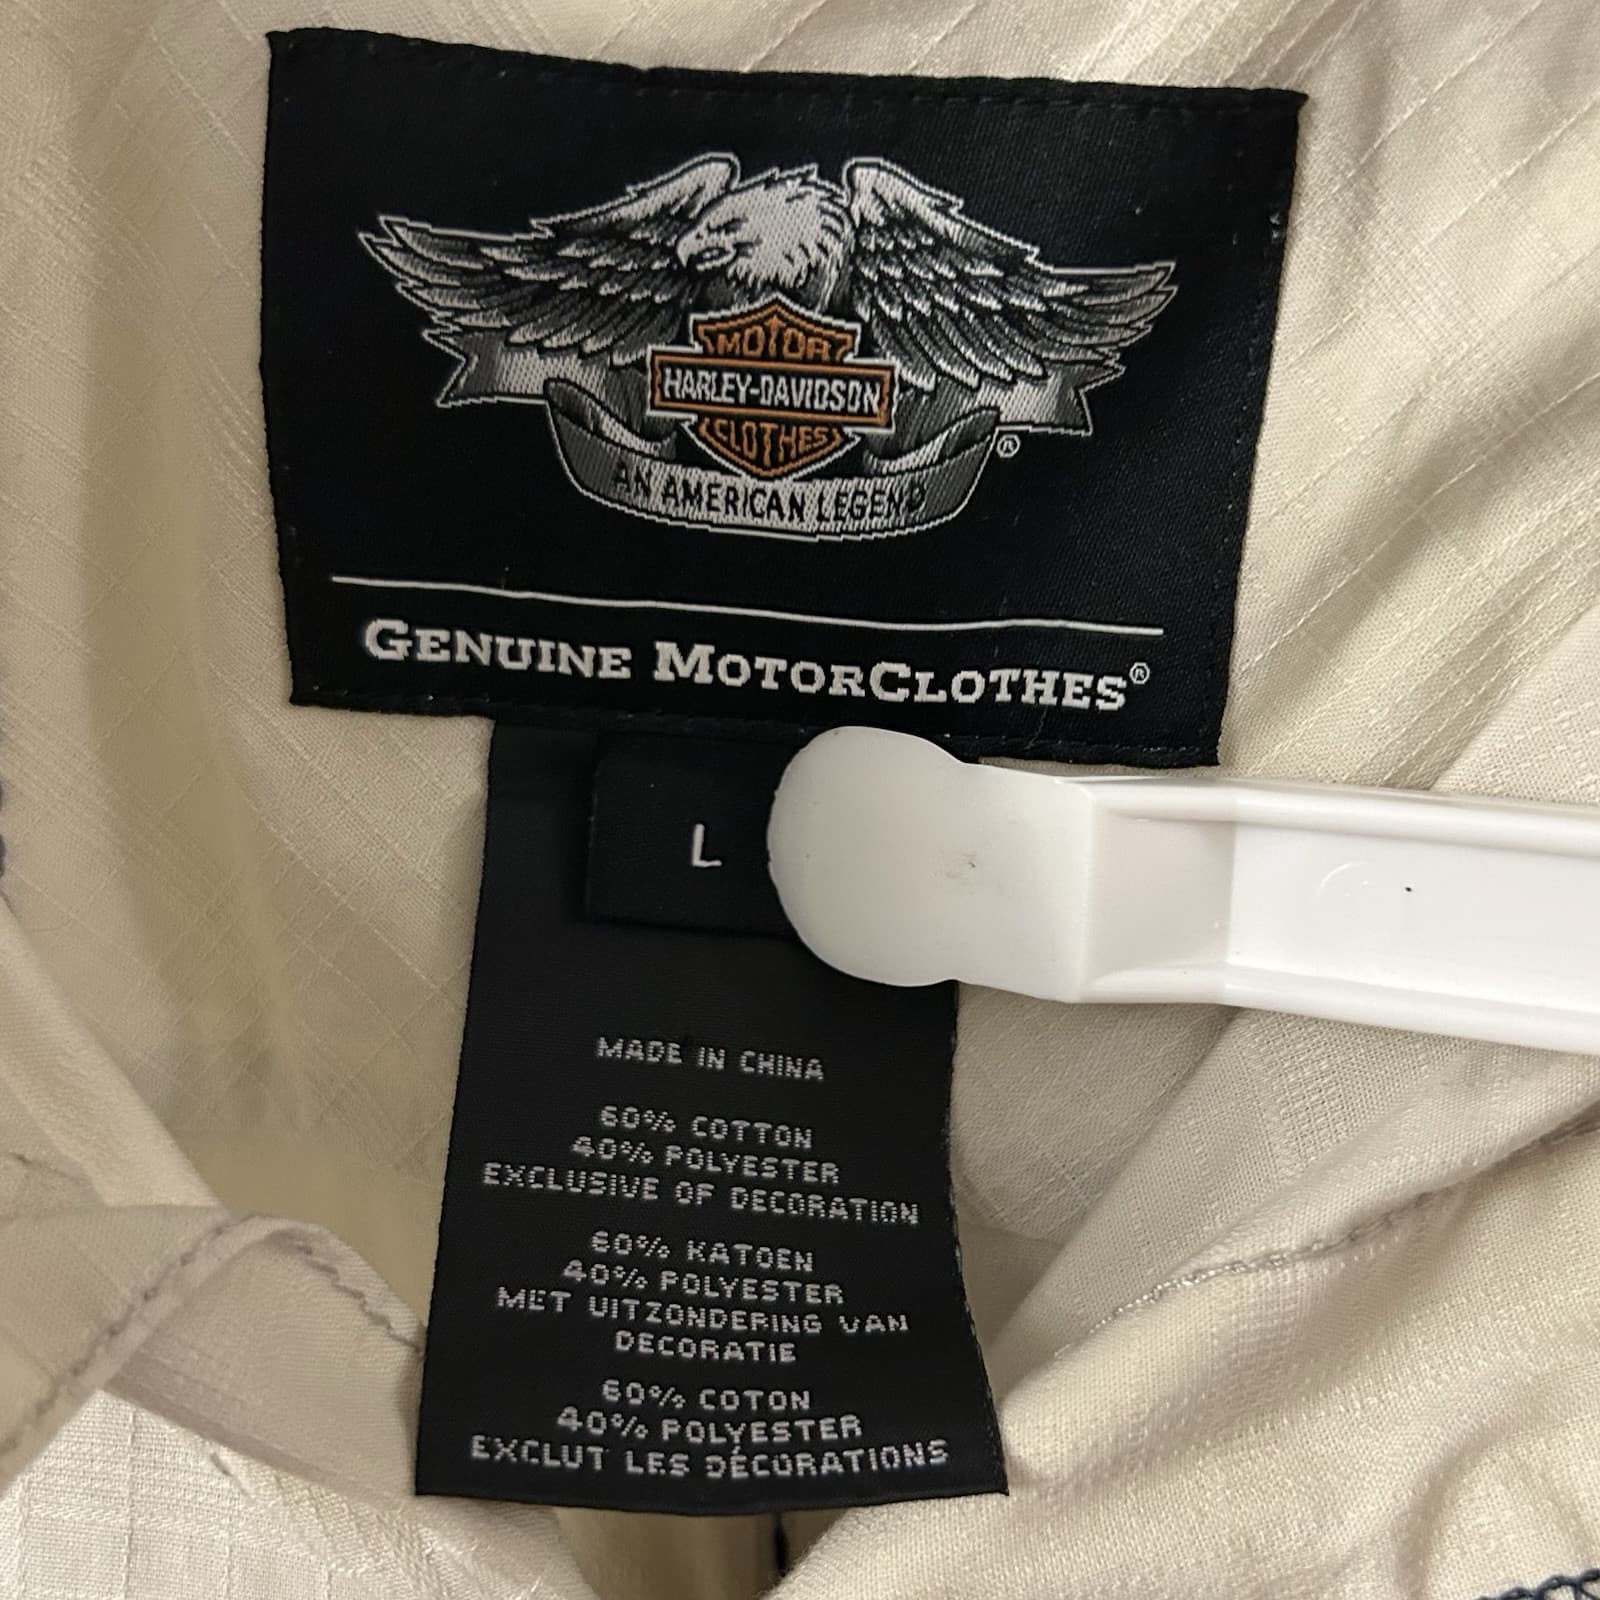 MOTOR
HARLEY-DAVIDSON
CLOTHES
AN AMERICAN LEGEND
®
GENUINE MOTORCLOTHES®
L
MADE IN CHINA
60% COTTON
40% POLYESTER
EXCLUSIVE OF DECORATION
60% KATOEN
40% POLYESTER
MET UITZONDERING VAN
DECORATIE
60% COTON
40% POLYESTER
EXCLUT LES DÉCORATIONS